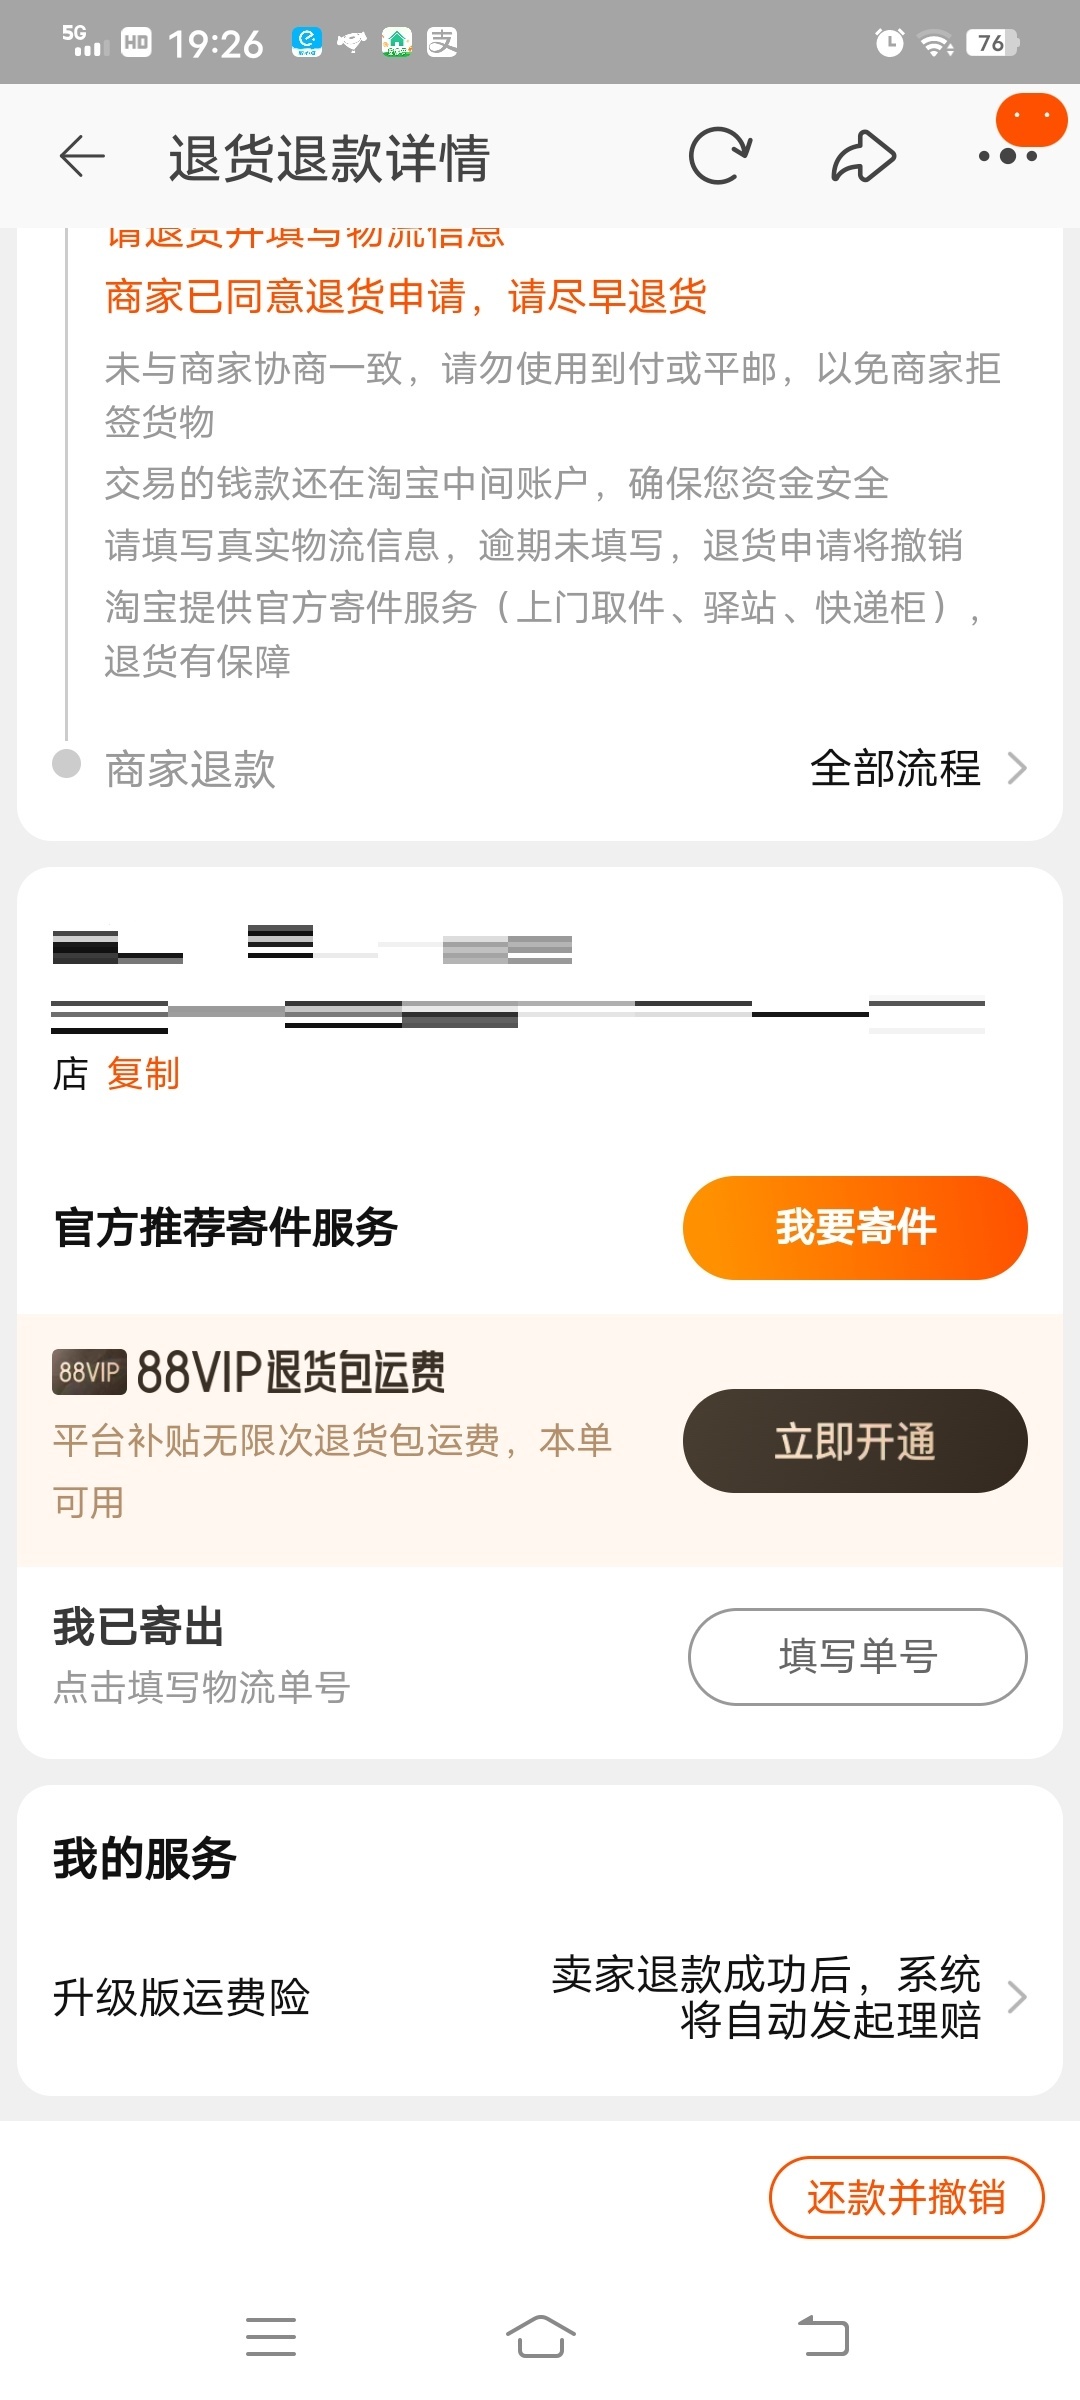 5G HD 19:26 支 76
退货退款详情
请退货并填写物流信息
商家已同意退货申请，请尽早退货
未与商家协商一致，请勿使用到付或平邮，以免商家拒
签货物
交易的钱款还在淘宝中间账户，确保您资金安全
请填写真实物流信息，逾期未填写，退货申请将撤销
淘宝提供官方寄件服务（上门取件、驿站、快递柜），
退货有保障
商家退款 全部流程
店 复制
官方推荐寄件服务 我要寄件
88VIP 88VIP退货包运费
平台补贴无限次退货包运费，本单
可用
立即开通
我已寄出
点击填写物流单号
填写单号
我的服务
升级版运费险
卖家退款成功后，系统
将自动发起理赔
还款并撤销